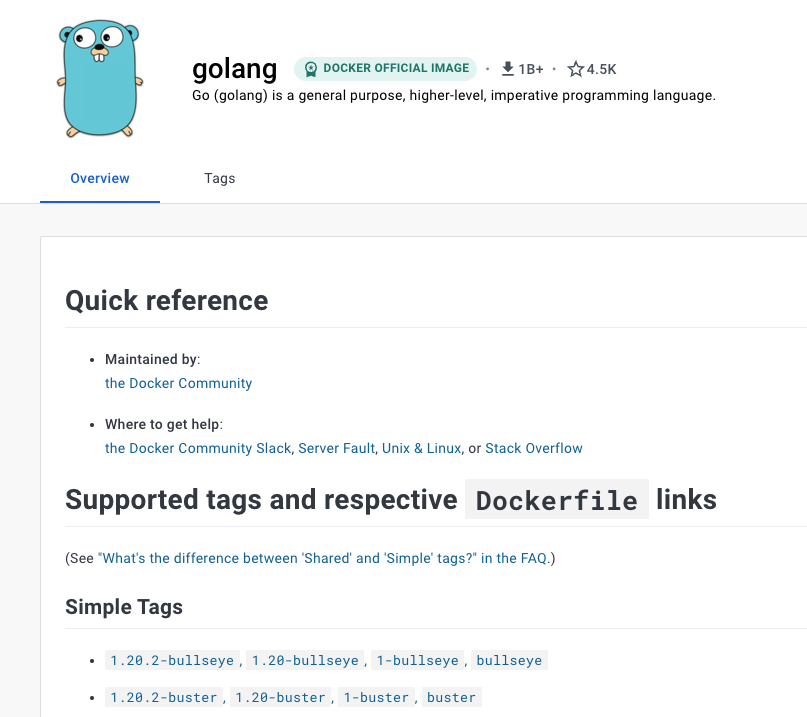 golang DOCKER OFFICIAL IMAGE · 1B+ · 4.5K
Go (golang) is a general purpose, higher-level, imperative programming language.
Overview Tags
Quick reference
• Maintained by:
the Docker Community
• Where to get help:
the Docker Community Slack, Server Fault, Unix & Linux, or Stack Overflow
Supported tags and respective Dockerfile links
(See "What's the difference between 'Shared' and 'Simple' tags?" in the FAQ.)
Simple Tags
• 1.20.2-bullseye, 1.20-bullseye, 1-bullseye, bullseye
• 1.20.2-buster, 1.20-buster, 1-buster, buster